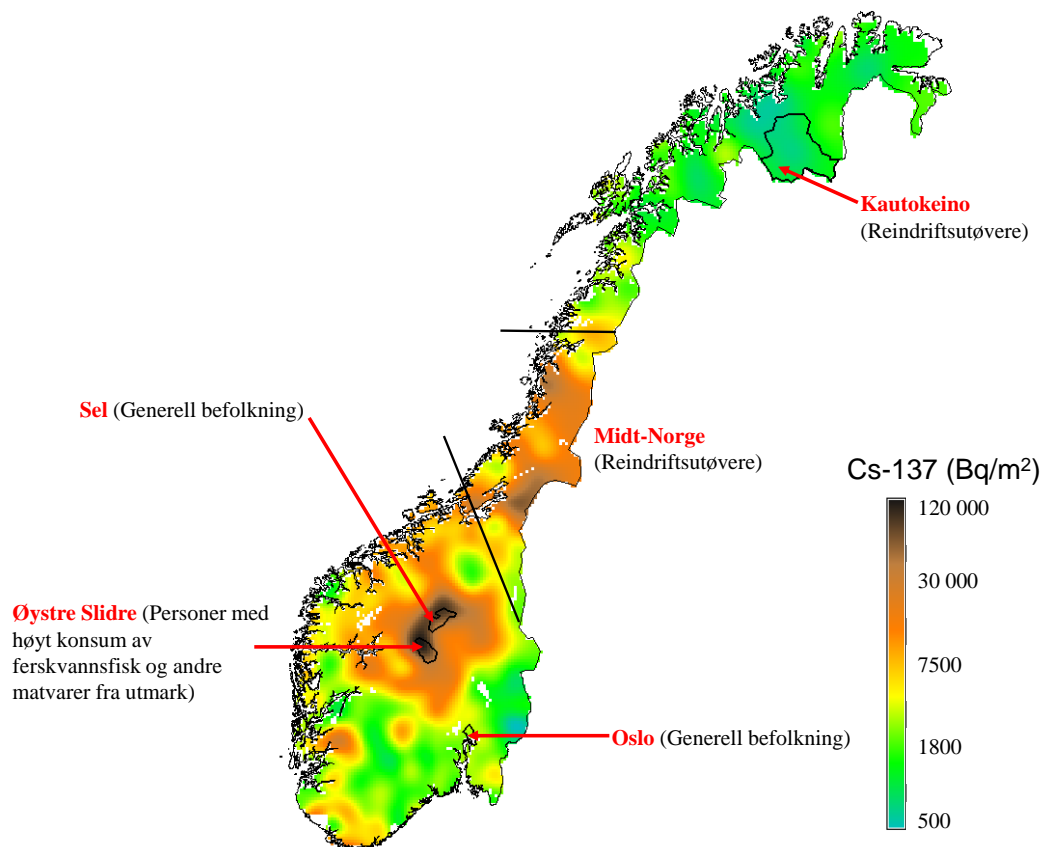 Kautokeino
(Reindriftsutøvere)
Sel (Generell befolkning)
Midt-Norge
(Reindriftsutøvere)
Cs-137 (Bq/m²)
120 000
30 000
7500
1800
500
Øystre Slidre (Personer med
høyt konsum av
ferskvannsfisk og andre
matvarer fra utmark)
Oslo (Generell befolkning)